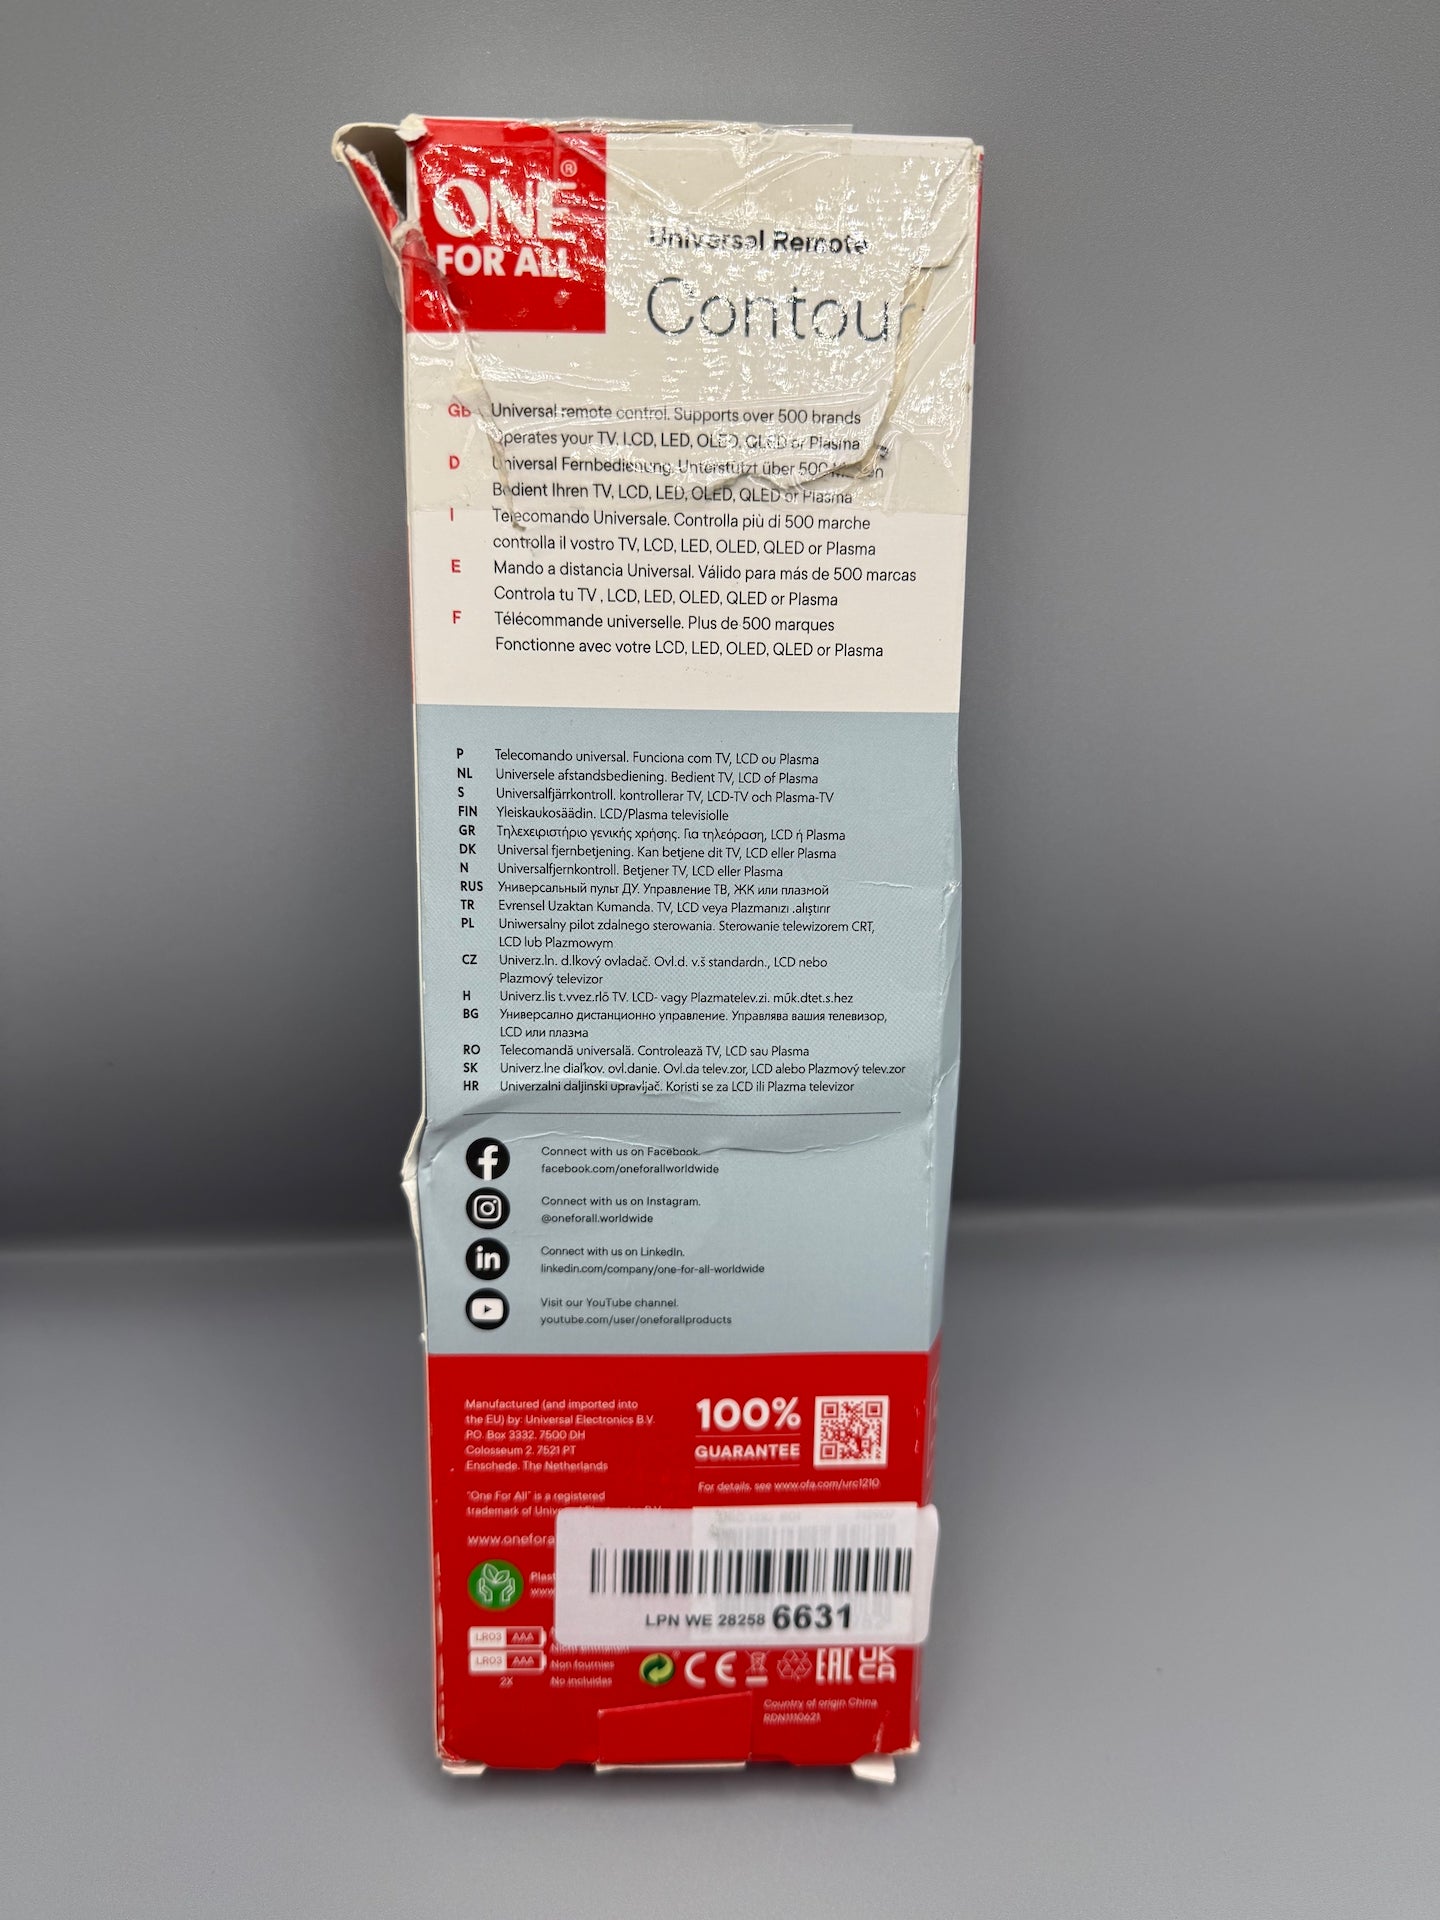 ONE®
FOR ALL
Universal Remote
Contour
GB Universal remote control. Supports over 500 brands
Operates your TV, LCD, LED, OLED, QLED or Plasma
D Universal Fernbedienung. Unterstützt über 500
Bedient Ihren TV, LCD, LED, OLED, QLED or Plasma
I Telecomando Universale. Controlla più di 500 marche
controlla il vostro TV, LCD, LED, OLED, QLED or Plasma
E Mando a distancia Universal. Válido para más de 500 marcas
Controla tu TV , LCD, LED, OLED, QLED or Plasma
F Télécommande universelle. Plus de 500 marques
Fonctionne avec votre LCD, LED, OLED, QLED or Plasma
P Telecomando universal. Funciona com TV, LCD ou Plasma
NL Universele afstandsbediening. Bedient TV, LCD of Plasma
S Universalfjärrkontroll. kontrollerar TV, LCD-TV och Plasma-TV
FIN Yleiskaukosäädin. LCD/Plasma televisiolle
GR Τηλεχειριστήριο γενικής χρήσης. Για τηλεόραση, LCD ή Plasma
DK Universal fjernbetjening. Kan betjene dit TV, LCD eller Plasma
N Universalfjernkontroll. Betjener TV, LCD eller Plasma
RUS Универсальный пульт ДУ. Управление ТВ, ЖК или плазмой
TR Evrensel Uzaktan Kumanda. TV, LCD veya Plazmanızı .alıştırır
PL Uniwersalny pilot zdalnego sterowania. Sterowanie telewizorem CRT,
LCD lub Plazmowym
CZ Univerz.ln. d.lkový ovladač. Ovl.d. v.š standardn., LCD nebo
Plazmový televizor
H Univerz.lis t.vvez.rlő TV. LCD- vagy Plazmatelev.zi. műk.dtet.s.hez
BG Универсално дистанционно управление. Управлява вашия телевизор,
LCD или плазма
RO Telecomandă universală. Controlează TV, LCD sau Plasma
SK Univerz.lne diaľkov. ovl.danie. Ovl.da telev.zor, LCD alebo Plazmový telev.zor
HR Univerzalni daljinski upravljač. Koristi se za LCD ili Plazma televizor
Connect with us on Facebook.
facebook.com/oneforallworldwide
Connect with us on Instagram.
@oneforall.worldwide
in Connect with us on LinkedIn.
linkedin.com/company/one-for-all-worldwide
Visit our YouTube channel.
youtube.com/user/oneforallproducts
Manufactured (and imported into
the EU) by: Universal Electronics B.V.
P.O. Box 3332, 7500 DH
Colosseum 2, 7521 PT
Enschede. The Netherlands
100%
GUARANTEE
For details, see www.ofa.com/urc1210
"One For All" is a registered
trademark of
www.onefora
Plast
www
LPN WE 28258 6631
LR03 AAA
LR03 AAA
2X
Non fournies
No incluidas
CE EAC UK
CA
Country of origin China
RDN1110621